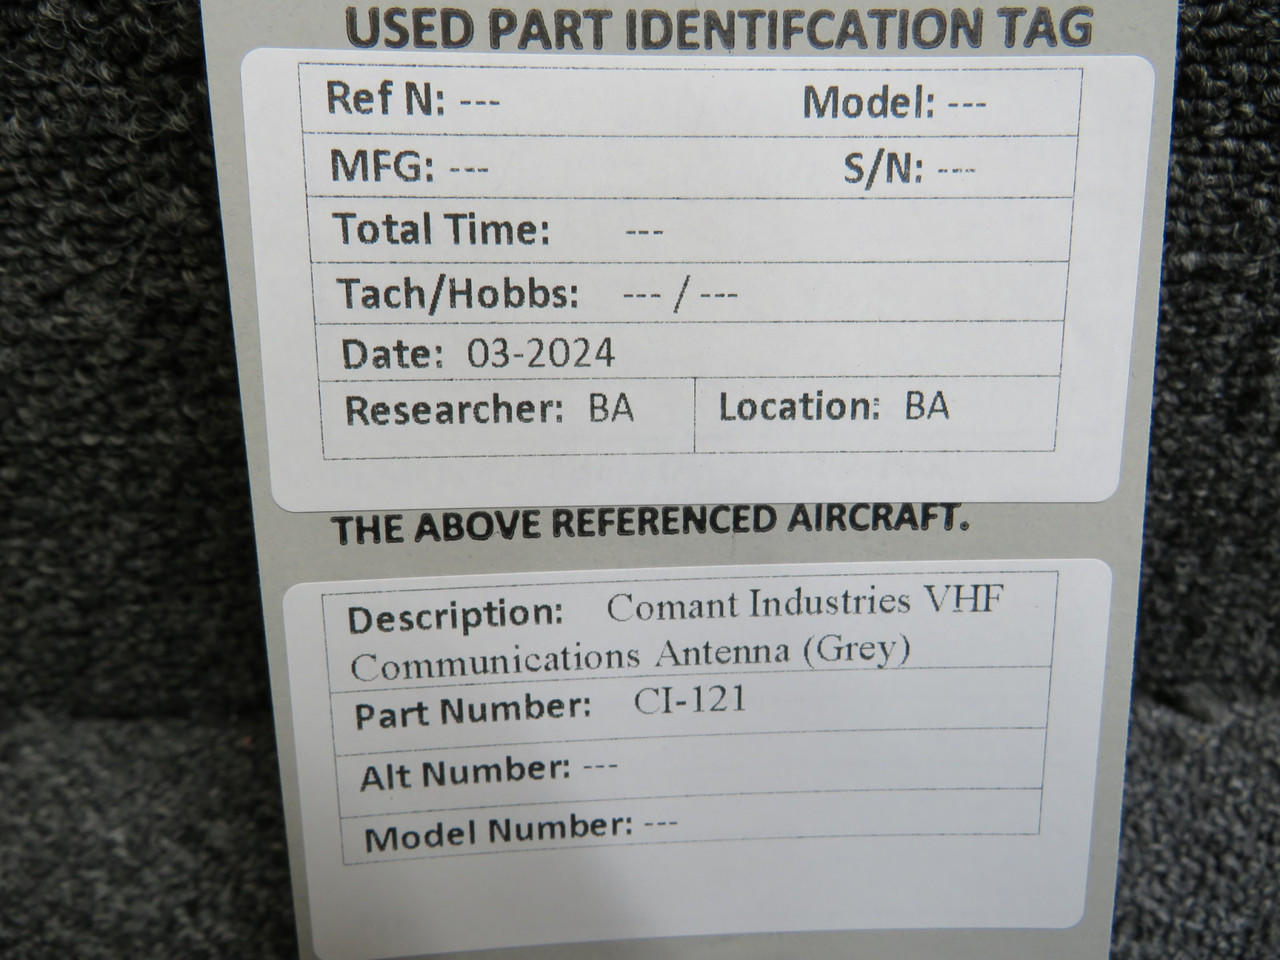 USED PART IDENTIFCATION TAG
Ref N: --- Model: ---
MFG: --- S/N: ---
Total Time: ---
Tach/Hobbs: --- / ---
Date: 03-2024
Researcher: BA Location: BA
THE ABOVE REFERENCED AIRCRAFT.
Description: Comant Industries VHF
Communications Antenna (Grey)
Part Number: CI-121
Alt Number: ---
Model Number: ---